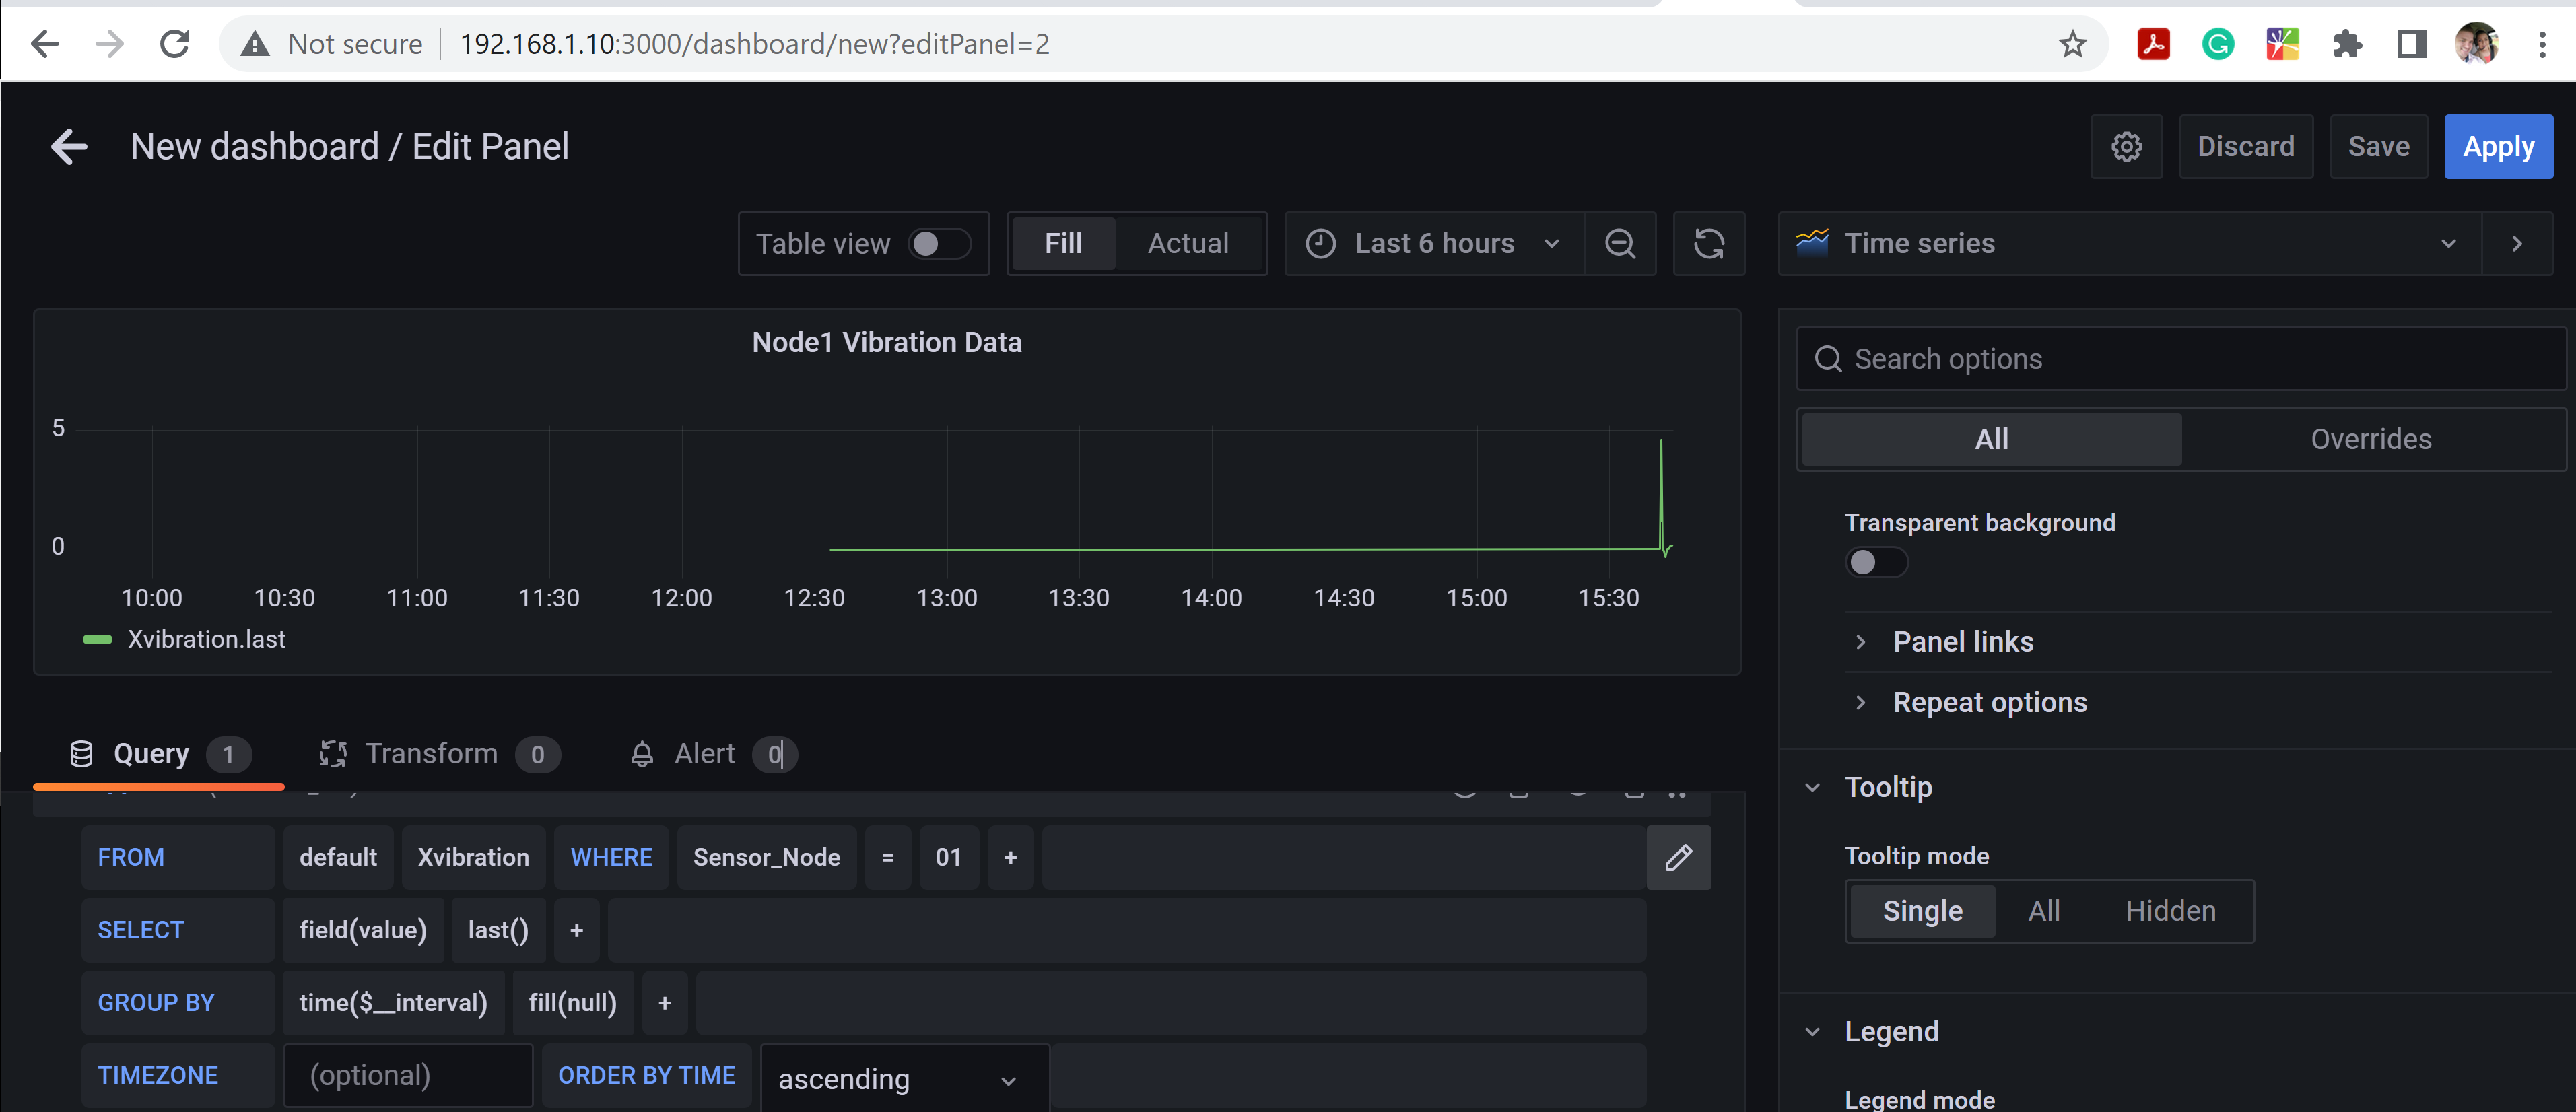 Not secure 192.168.1.10:3000/dashboard/new?editPanel=2
New dashboard / Edit Panel
Discard Save Apply
Table view Fill Actual Last 6 hours Time series
Node1 Vibration Data
5
0
10:00 10:30 11:00 11:30 12:00 12:30 13:00 13:30 14:00 14:30 15:00 15:30
Xvibration.last
Query 1 Transform 0 Alert 0
FROM default Xvibration WHERE Sensor_Node = 01 +
SELECT field(value) last() +
GROUP BY time($__interval) fill(null) +
TIMEZONE (optional) ORDER BY TIME ascending
Search options
All Overrides
Transparent background
Panel links
Repeat options
Tooltip
Tooltip mode
Single All Hidden
Legend
Legend mode